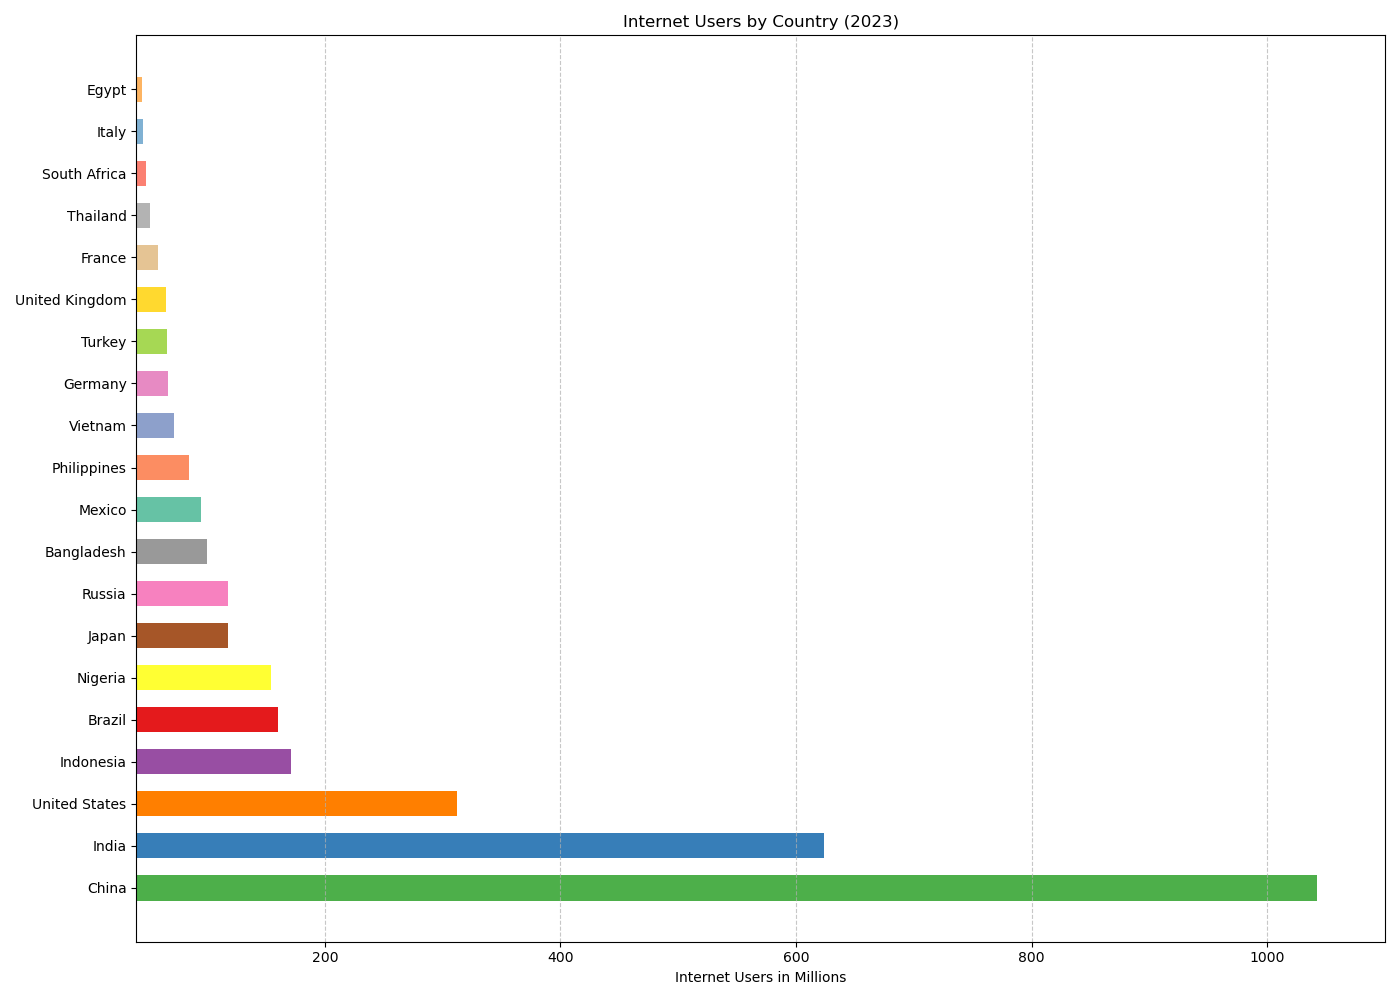 Internet Users by Country (2023)
Egypt
Italy
South Africa
Thailand
France
United Kingdom
Turkey
Germany
Vietnam
Philippines
Mexico
Bangladesh
Russia
Japan
Nigeria
Brazil
Indonesia
United States
India
China
200 400 600 800 1000
Internet Users in Millions